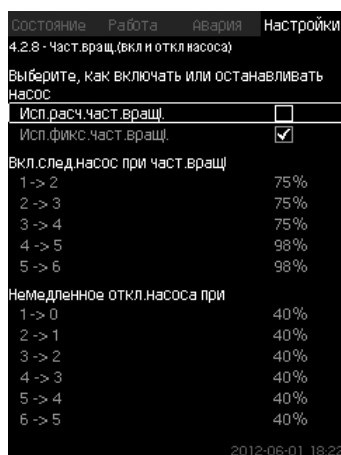 Состояние Работа Авария Настройки
4.2.8 - Част.вращ.(вкл и откл насоса)
Выберите, как включать или останавливать
насос
Исп.расч.част.вращ.
Исп.фикс.част.вращ.
Вкл.след.насос при част.вращ
1 -> 2 75%
2 -> 3 75%
3 -> 4 75%
4 -> 5 98%
5 -> 6 98%
Немедленное откл.насоса при
1 -> 0 40%
2 -> 1 40%
3 -> 2 40%
4 -> 3 40%
5 -> 4 40%
6 -> 5 40%
2012-06-01 18:22